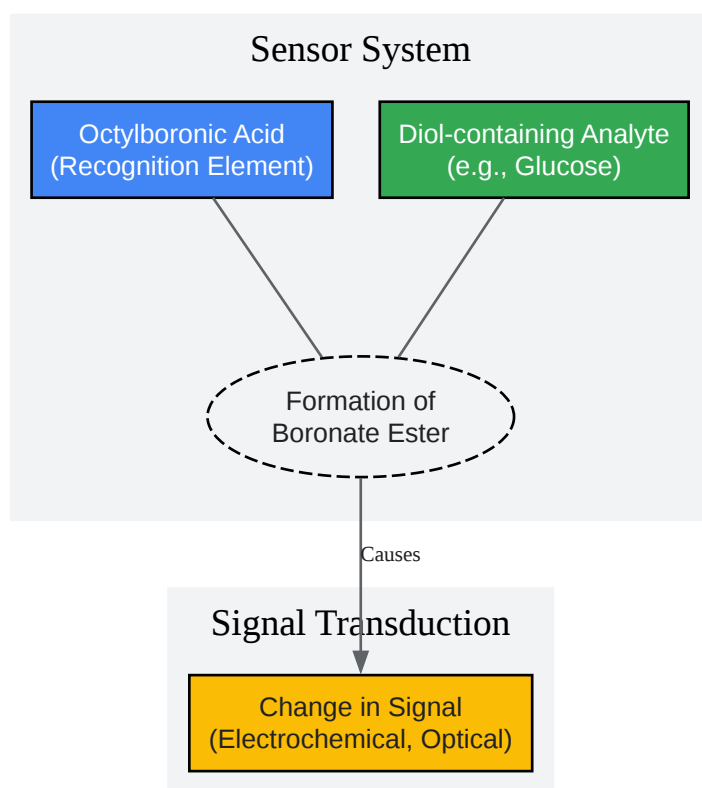 Sensor System
Octylboronic Acid
(Recognition Element)
Diol-containing Analyte
(e.g., Glucose)
Formation of
Boronate Ester
Causes
Signal Transduction
Change in Signal
(Electrochemical, Optical)